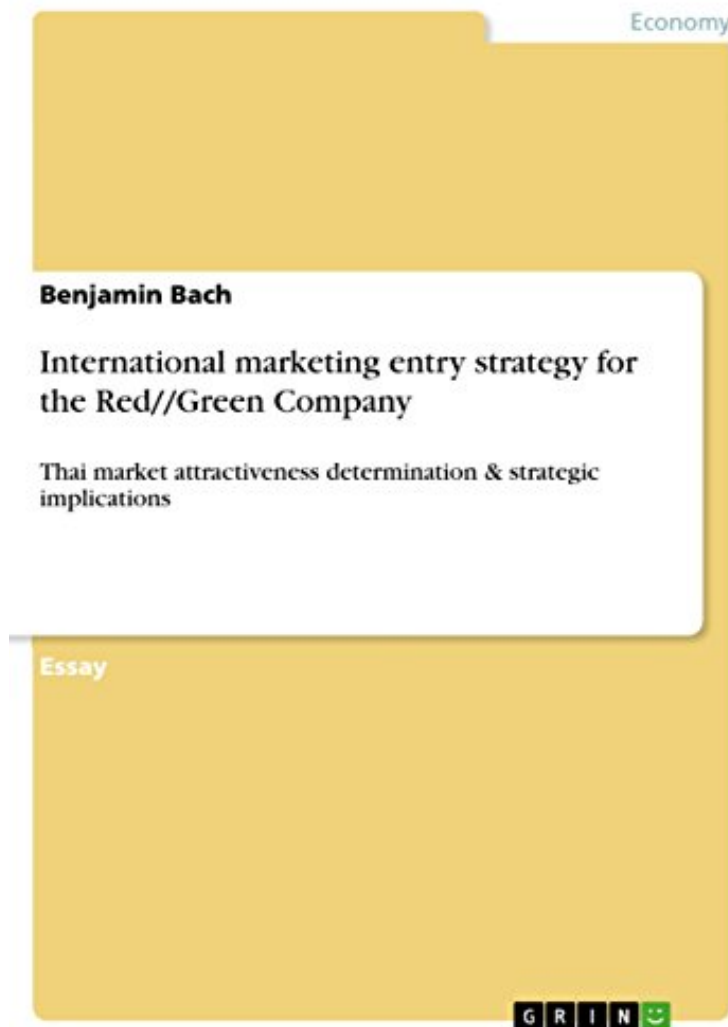 Economy
Benjamin Bach
International marketing entry strategy for
the Red//Green Company
Thai market attractiveness determination & strategic
implications
Essay
GRIN